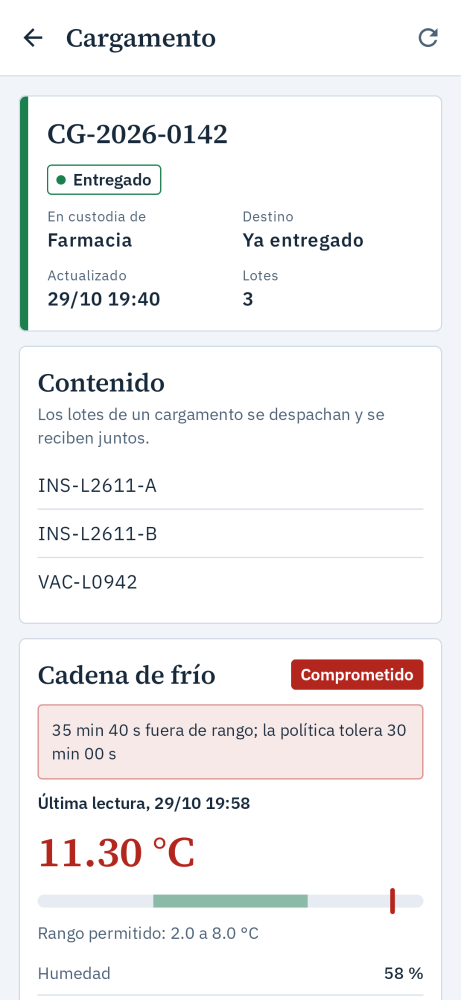 Cargamento
CG-2026-0142
Entregado
En custodia de
Farmacia
Destino
Ya entregado
Actualizado
29/10 19:40
Lotes
3
Contenido
Los lotes de un cargamento se despachan y se
reciben juntos.
INS-L2611-A
INS-L2611-B
VAC-L0942
Cadena de frío
Comprometido
35 min 40 s fuera de rango; la política tolera 30
min 00 s
Última lectura, 29/10 19:58
11.30 °C
Rango permitido: 2.0 a 8.0 °C
Humedad
58 %